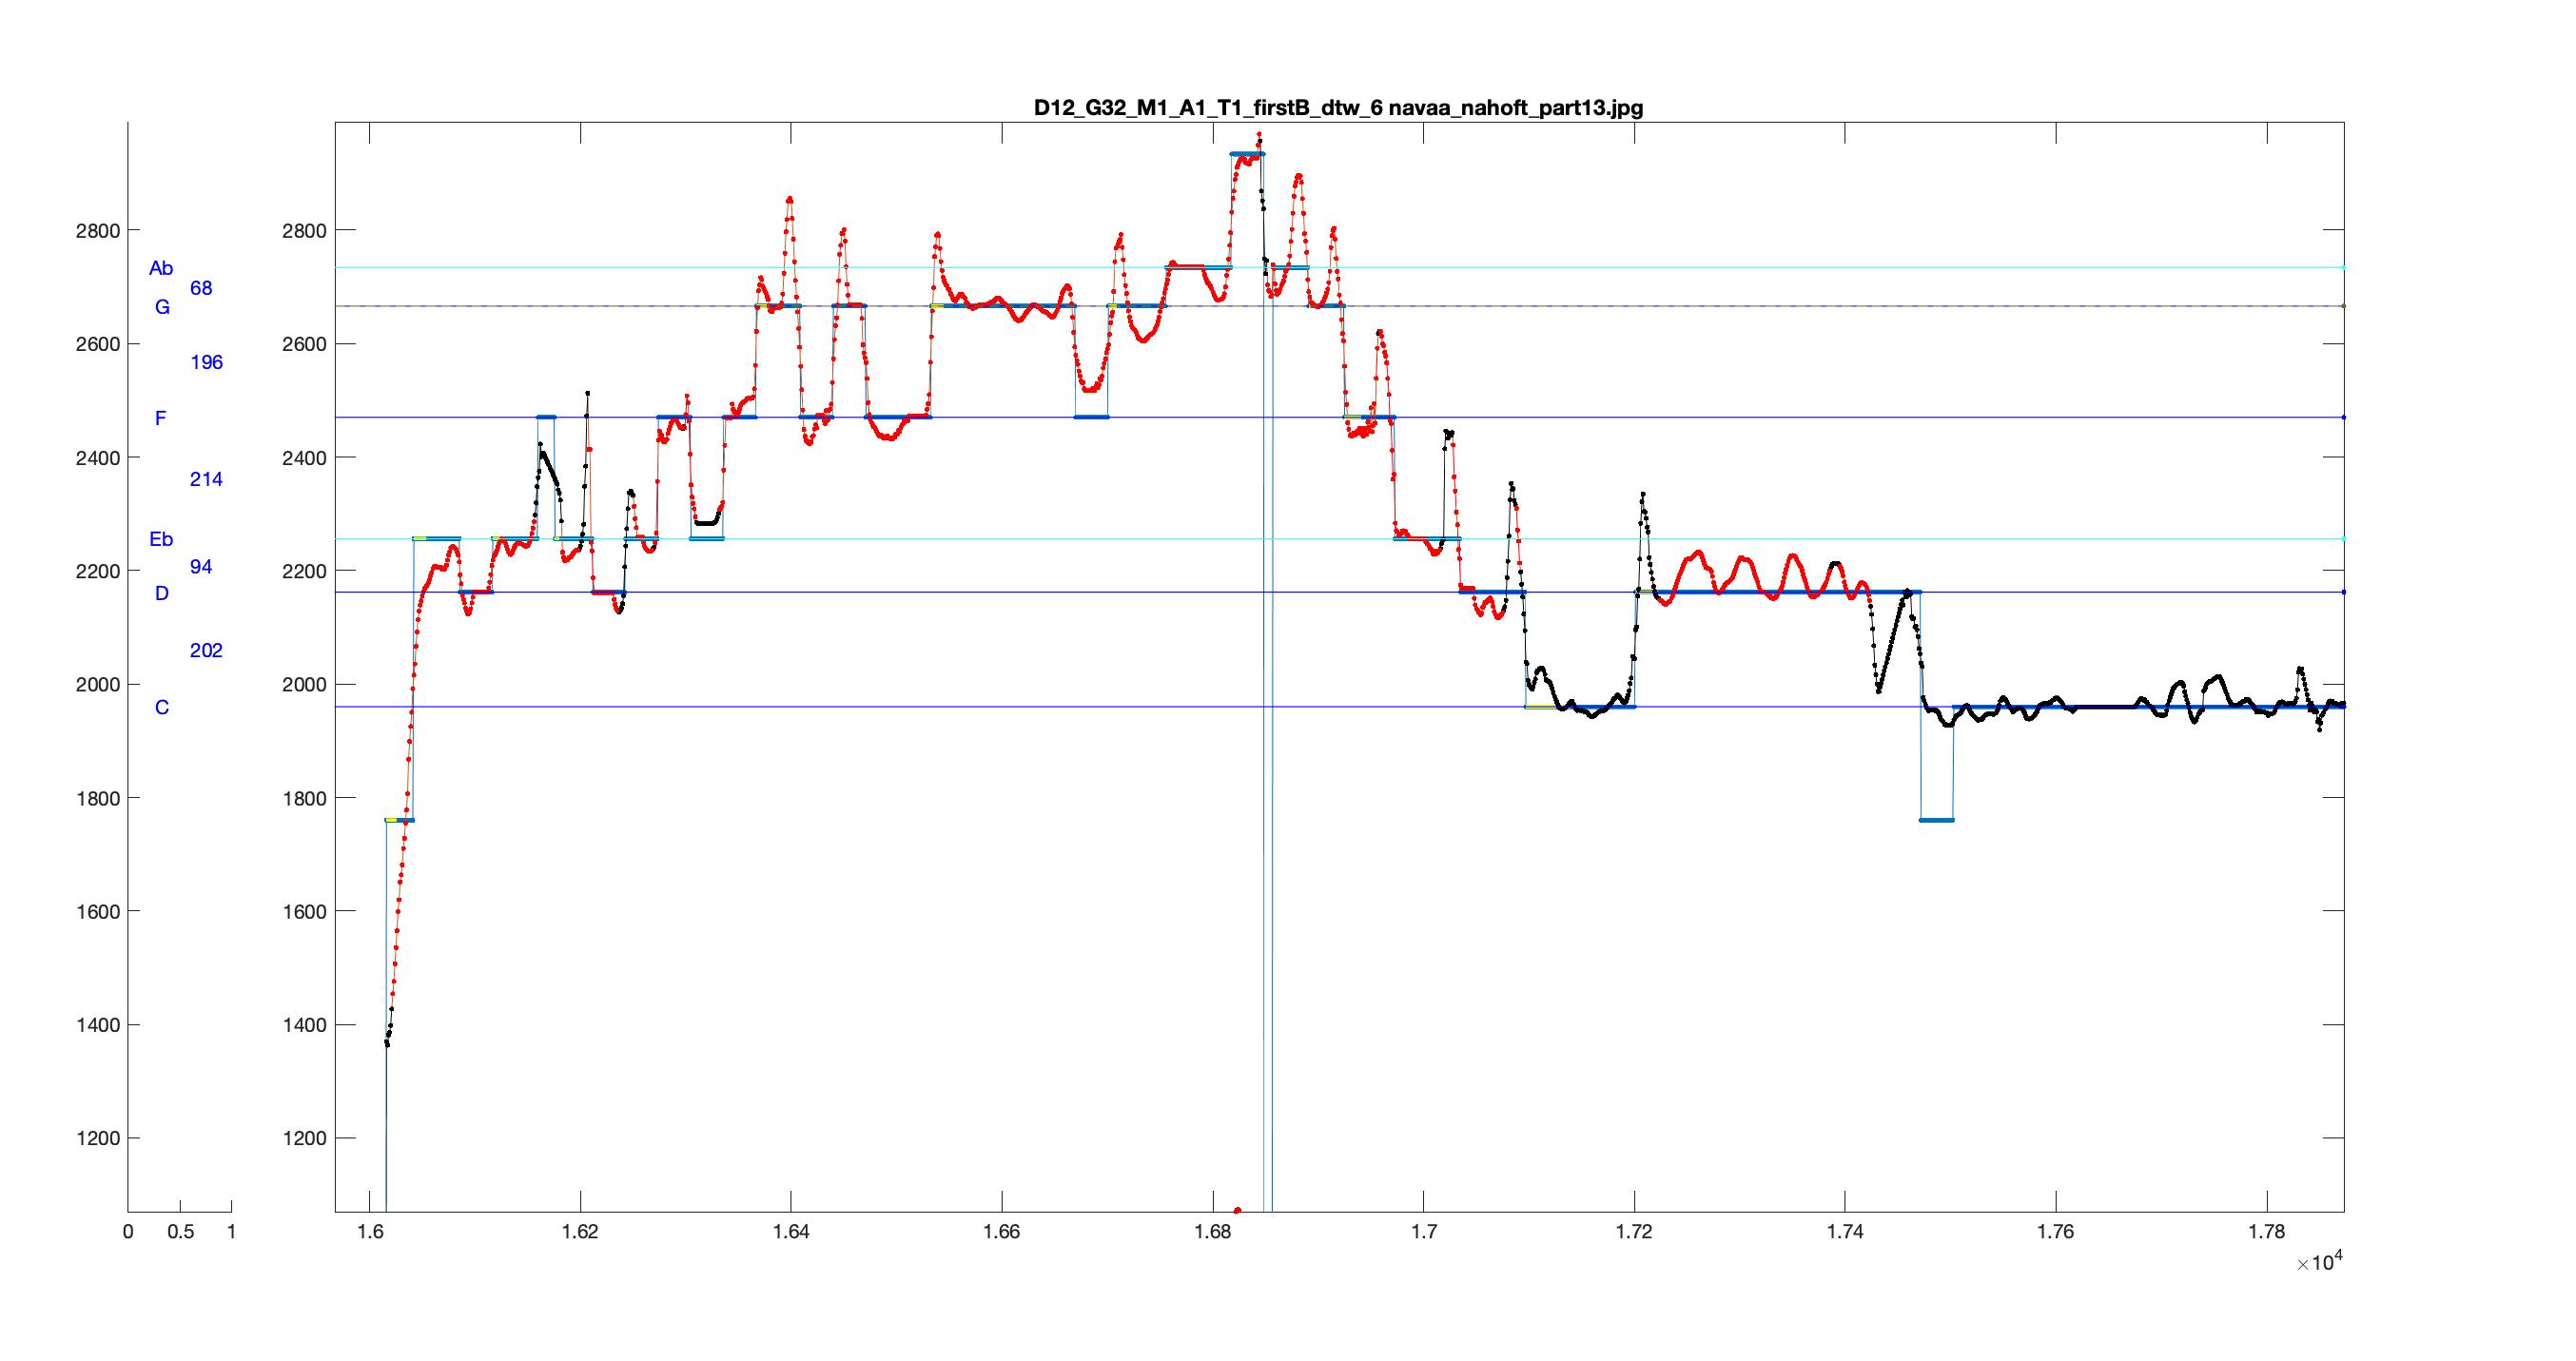 D12_G32_M1_A1_T1_firstB_dtw_6 navaa_nahoft_part13.jpg
2800 2800
Ab
68
G
2600 196 2600
F
214
2400 2400
Eb
94
2200 2200
D
202
2000 2000
C
1800 1800
1600 1600
1400 1400
1200 1200
0 0.5 1 1.6 1.62 1.64 1.66 1.68 1.7 1.72 1.74 1.76 1.78
×10⁴